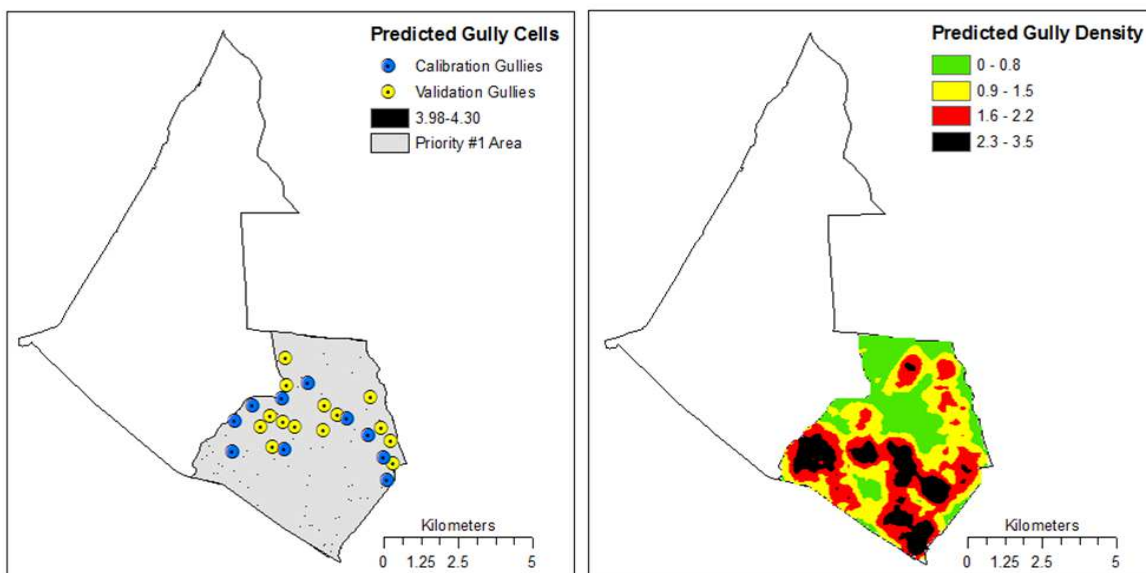 Predicted Gully Cells
Calibration Gullies
Validation Gullies
3.98-4.30
Priority #1 Area
Kilometers
0 1.25 2.5 5
Predicted Gully Density
0 - 0.8
0.9 - 1.5
1.6 - 2.2
2.3 - 3.5
Kilometers
0 1.25 2.5 5